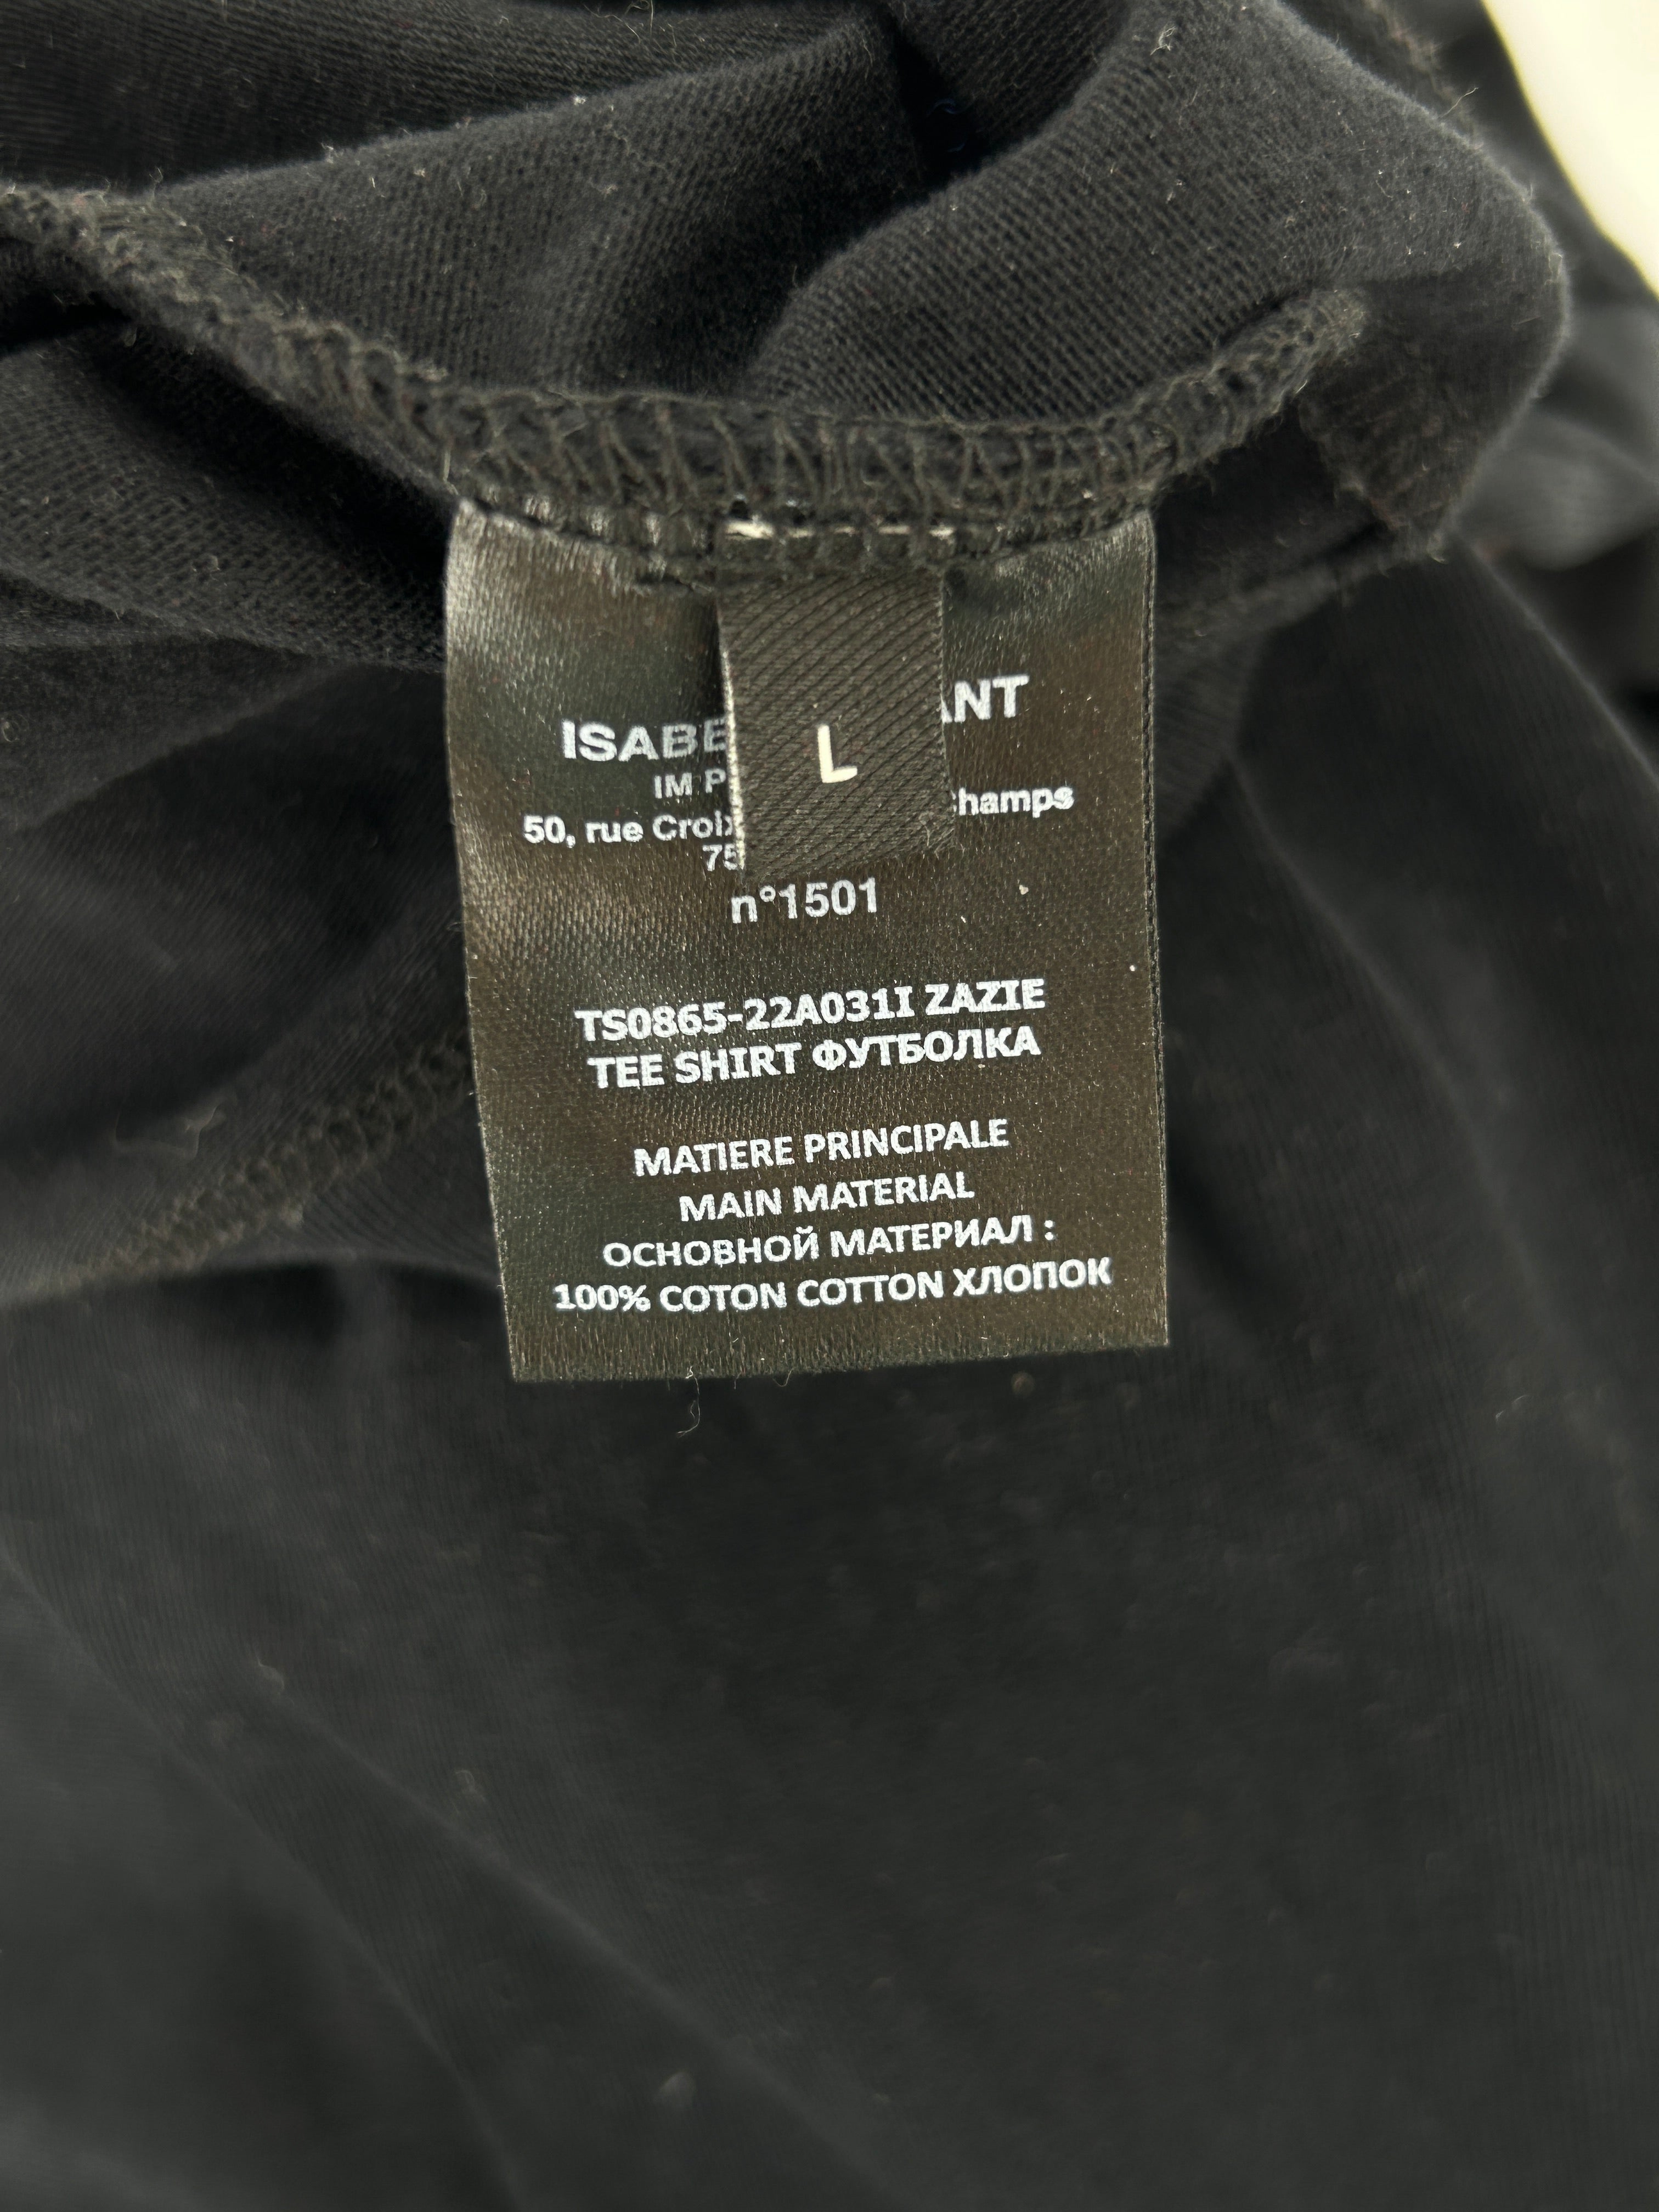 ISABE ANT
IM P
50, rue Croix hamps
75
L
n°1501
TS0865-22A031I ZAZIE
TEE SHIRT ФУТБОЛКА
MATIERE PRINCIPALE
MAIN MATERIAL
ОСНОВНОЙ МАТЕРИАЛ :
100% COTON COTTON ХЛОПОК